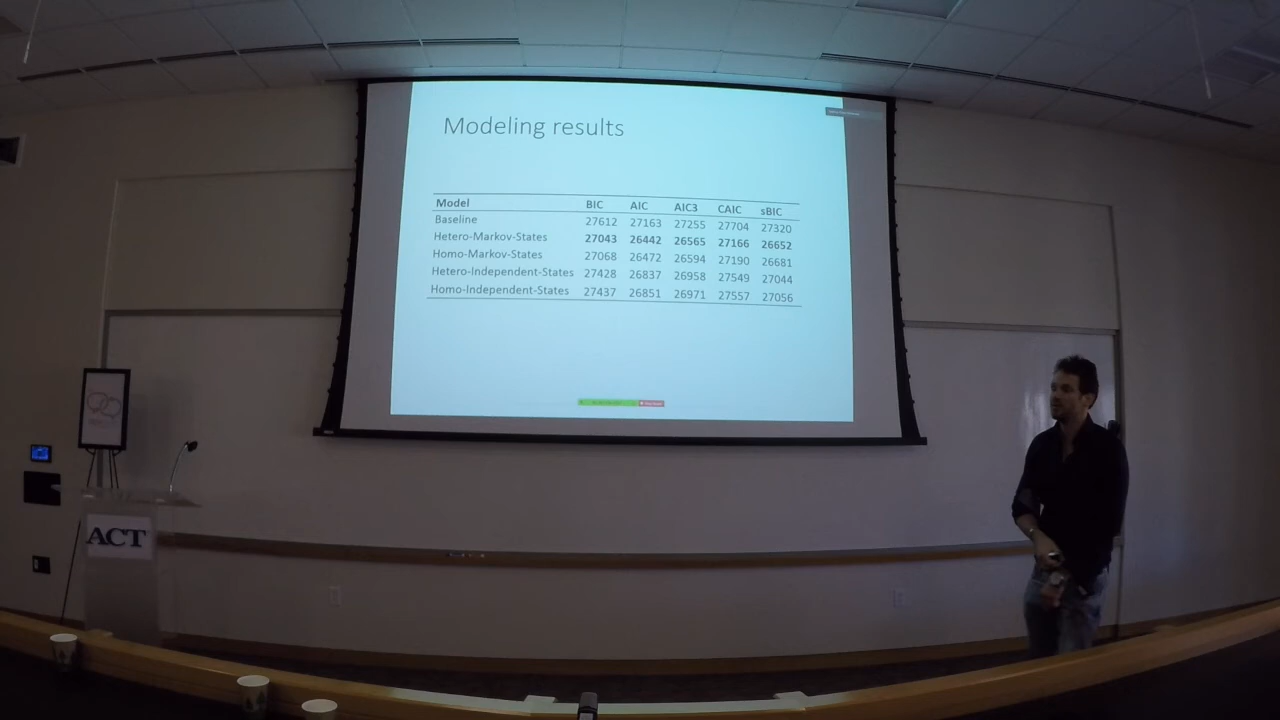 Modeling results
Model BIC AIC AIC3 CAIC sBIC
Baseline 27612 27163 27255 27704 27320
Hetero-Markov-States 27043 26442 26565 27166 26652
Homo-Markov-States 27068 26472 26594 27190 26681
Hetero-Independent-States 27428 26837 26958 27549 27044
Homo-Independent-States 27437 26851 26971 27557 27056
ACT